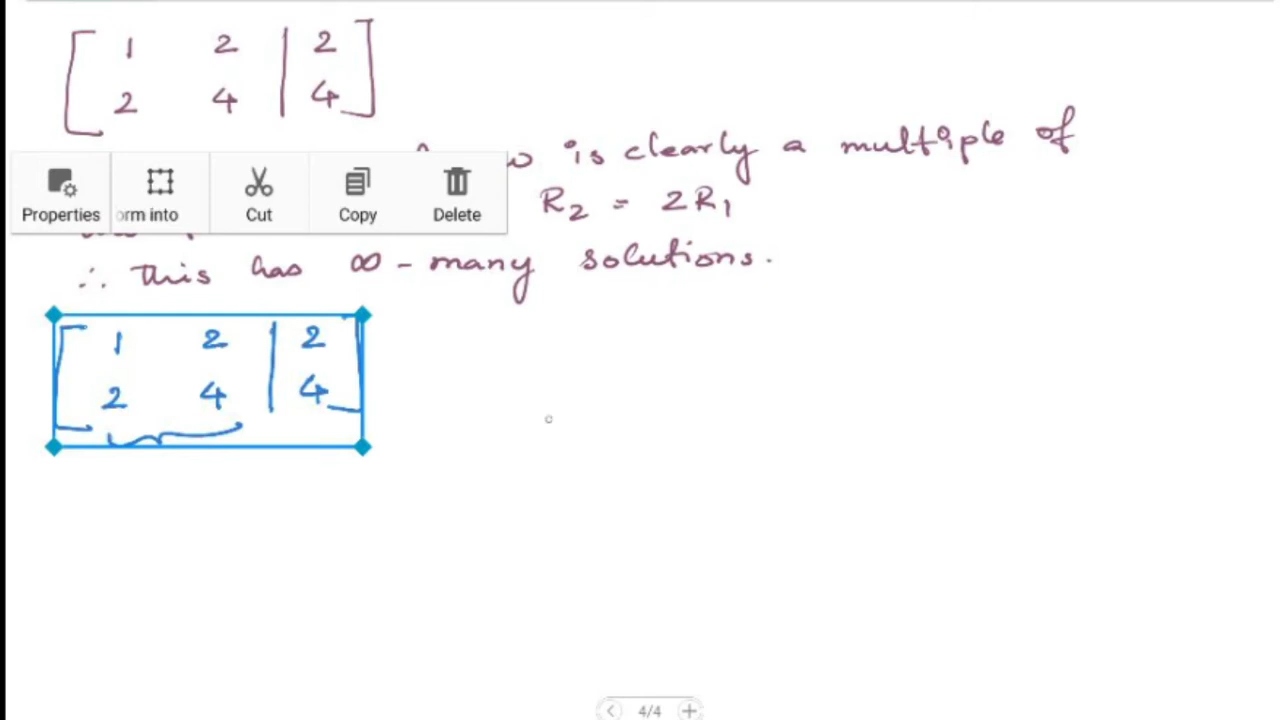 1 2 | 2
2 4 | 4
is clearly a multiple of
Properties orm into Cut Copy Delete
R2 = 2R1
∴ this has ∞-many solutions.
1 2 | 2
2 4 | 4
4/4